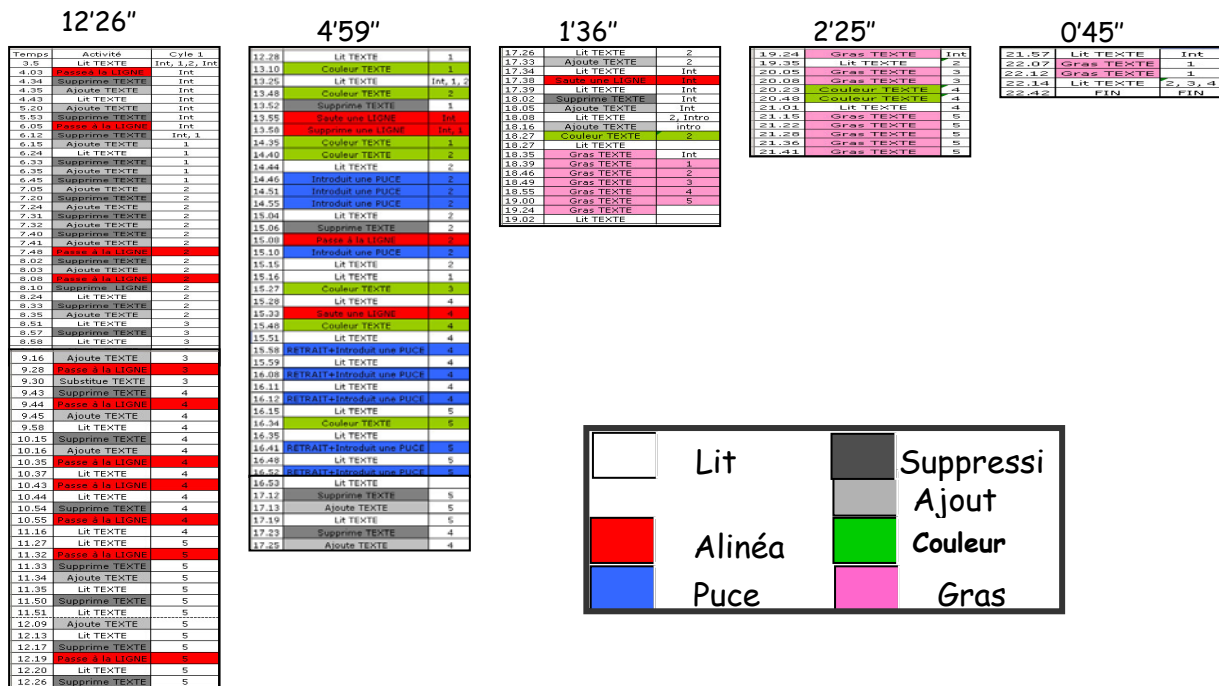 12'26"
Temps Activité Cyle 1
3.5 Lit TEXTE Int, 1,2, Int
4.03 Passe à la LIGNE Int
4.34 Supprime TEXTE Int
4.35 Ajoute TEXTE Int
4.43 Lit TEXTE Int
5.20 Ajoute TEXTE Int
5.53 Supprime TEXTE Int
6.05 Passe à la LIGNE Int
6.12 Supprime TEXTE Int, 1
6.15 Ajoute TEXTE 1
6.24 Lit TEXTE 1
6.33 Supprime TEXTE 1
6.35 Ajoute TEXTE 1
6.45 Supprime TEXTE 1
7.05 Ajoute TEXTE 2
7.20 Supprime TEXTE 2
7.24 Ajoute TEXTE 2
7.31 Supprime TEXTE 2
7.32 Ajoute TEXTE 2
7.40 Supprime TEXTE 2
7.41 Ajoute TEXTE 2
7.48 Passe à la LIGNE 2
8.02 Supprime TEXTE 2
8.03 Ajoute TEXTE 2
8.08 Passe à la LIGNE 2
8.10 Supprime LIGNE 2
8.24 Lit TEXTE 2
8.33 Supprime TEXTE 2
8.35 Ajoute TEXTE 2
8.51 Lit TEXTE 3
8.57 Supprime TEXTE 3
8.58 Lit TEXTE 3
9.16 Ajoute TEXTE 3
9.28 Passe à la LIGNE 3
9.30 Substitue TEXTE 3
9.43 Supprime TEXTE 4
9.44 Passe à la LIGNE 4
9.45 Ajoute TEXTE 4
9.58 Lit TEXTE 4
10.15 Supprime TEXTE 4
10.16 Ajoute TEXTE 4
10.35 Passe à la LIGNE 4
10.37 Lit TEXTE 4
10.43 Passe à la LIGNE 4
10.44 Lit TEXTE 4
10.54 Supprime TEXTE 4
10.55 Passe à la LIGNE 4
11.16 Lit TEXTE 4
11.27 Lit TEXTE 5
11.32 Passe à la LIGNE 5
11.33 Supprime TEXTE 5
11.34 Ajoute TEXTE 5
11.35 Lit TEXTE 5
11.50 Supprime TEXTE 5
11.51 Lit TEXTE 5
12.09 Ajoute TEXTE 5
12.13 Lit TEXTE 5
12.17 Supprime TEXTE 5
12.19 Passe à la LIGNE 5
12.20 Lit TEXTE 5
12.26 Supprime TEXTE 5
4'59"
12.28 Lit TEXTE 1
13.10 Couleur TEXTE 1
13.25 Lit TEXTE Int, 1, 2
13.48 Couleur TEXTE 2
13.52 Supprime TEXTE 1
13.55 Saute une LIGNE Int
13.58 Supprime une LIGNE Int, 1
14.35 Couleur TEXTE 1
14.40 Couleur TEXTE 2
14.44 Lit TEXTE 2
14.46 Introduit une PUCE 2
14.51 Introduit une PUCE 2
14.55 Introduit une PUCE 2
15.04 Lit TEXTE 2
15.06 Supprime TEXTE 2
15.08 Passe à la LIGNE 2
15.10 Introduit une PUCE 2
15.15 Lit TEXTE 2
15.16 Lit TEXTE 1
15.27 Couleur TEXTE 3
15.28 Lit TEXTE 4
15.33 Saute une LIGNE 4
15.48 Couleur TEXTE 4
15.51 Lit TEXTE 4
15.58 RETRAIT+Introduit une PUCE 4
15.59 Lit TEXTE 4
16.08 RETRAIT+Introduit une PUCE 4
16.11 Lit TEXTE 4
16.12 RETRAIT+Introduit une PUCE 4
16.15 Lit TEXTE 5
16.34 Couleur TEXTE 5
16.35 Lit TEXTE
16.41 RETRAIT+Introduit une PUCE 5
16.48 Lit TEXTE 5
16.52 RETRAIT+Introduit une PUCE 5
16.53 Lit TEXTE
17.12 Supprime TEXTE 5
17.13 Ajoute TEXTE 5
17.19 Lit TEXTE 5
17.23 Supprime TEXTE 4
17.25 Ajoute TEXTE 4
1'36"
17.26 Lit TEXTE 2
17.33 Ajoute TEXTE 2
17.34 Lit TEXTE Int
17.38 Saute une LIGNE Int
17.39 Lit TEXTE Int
18.02 Supprime TEXTE Int
18.05 Ajoute TEXTE Int
18.08 Lit TEXTE 2, Intro
18.16 Ajoute TEXTE intro
18.27 Couleur TEXTE 2
18.27 Lit TEXTE
18.35 Gras TEXTE Int
18.39 Gras TEXTE 1
18.46 Gras TEXTE 2
18.49 Gras TEXTE 3
18.55 Gras TEXTE 4
19.00 Gras TEXTE 5
19.24 Gras TEXTE
19.02 Lit TEXTE
2'25"
19.24 Gras TEXTE Int
19.35 Lit TEXTE 2
20.05 Gras TEXTE 3
20.08 Gras TEXTE 3
20.23 Couleur TEXTE 4
20.48 Couleur TEXTE 4
21.01 Lit TEXTE 4
21.15 Gras TEXTE 5
21.22 Gras TEXTE 5
21.28 Gras TEXTE 5
21.36 Gras TEXTE 5
21.41 Gras TEXTE 5
0'45"
21.57 Lit TEXTE Int
22.07 Gras TEXTE 1
22.12 Gras TEXTE 1
22.14 Lit TEXTE 2, 3, 4
22.42 FIN FIN
Lit Suppressi
Ajout
Alinéa Couleur
Puce Gras